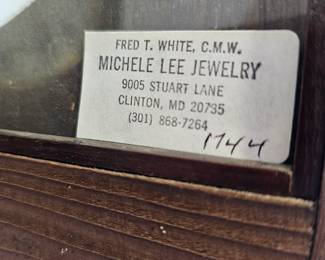 FRED T. WHITE, C.M.W.
MICHELE LEE JEWELRY
9005 STUART LANE
CLINTON, MD 20735
(301) 868-7264
1744